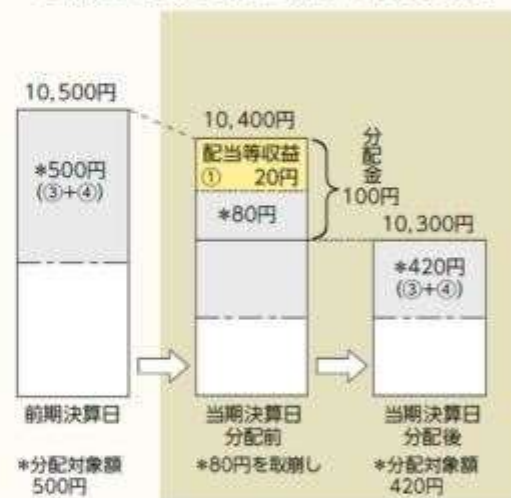 10,500円
*500円
(③+④)
10,400円
配当等収益
① 20円
*80円
分配金
100円
10,300円
*420円
(③+④)
前期決算日
当期決算日
分配前
当期決算日
分配後
*分配対象額
500円
*80円を取崩し
*分配対象額
420円